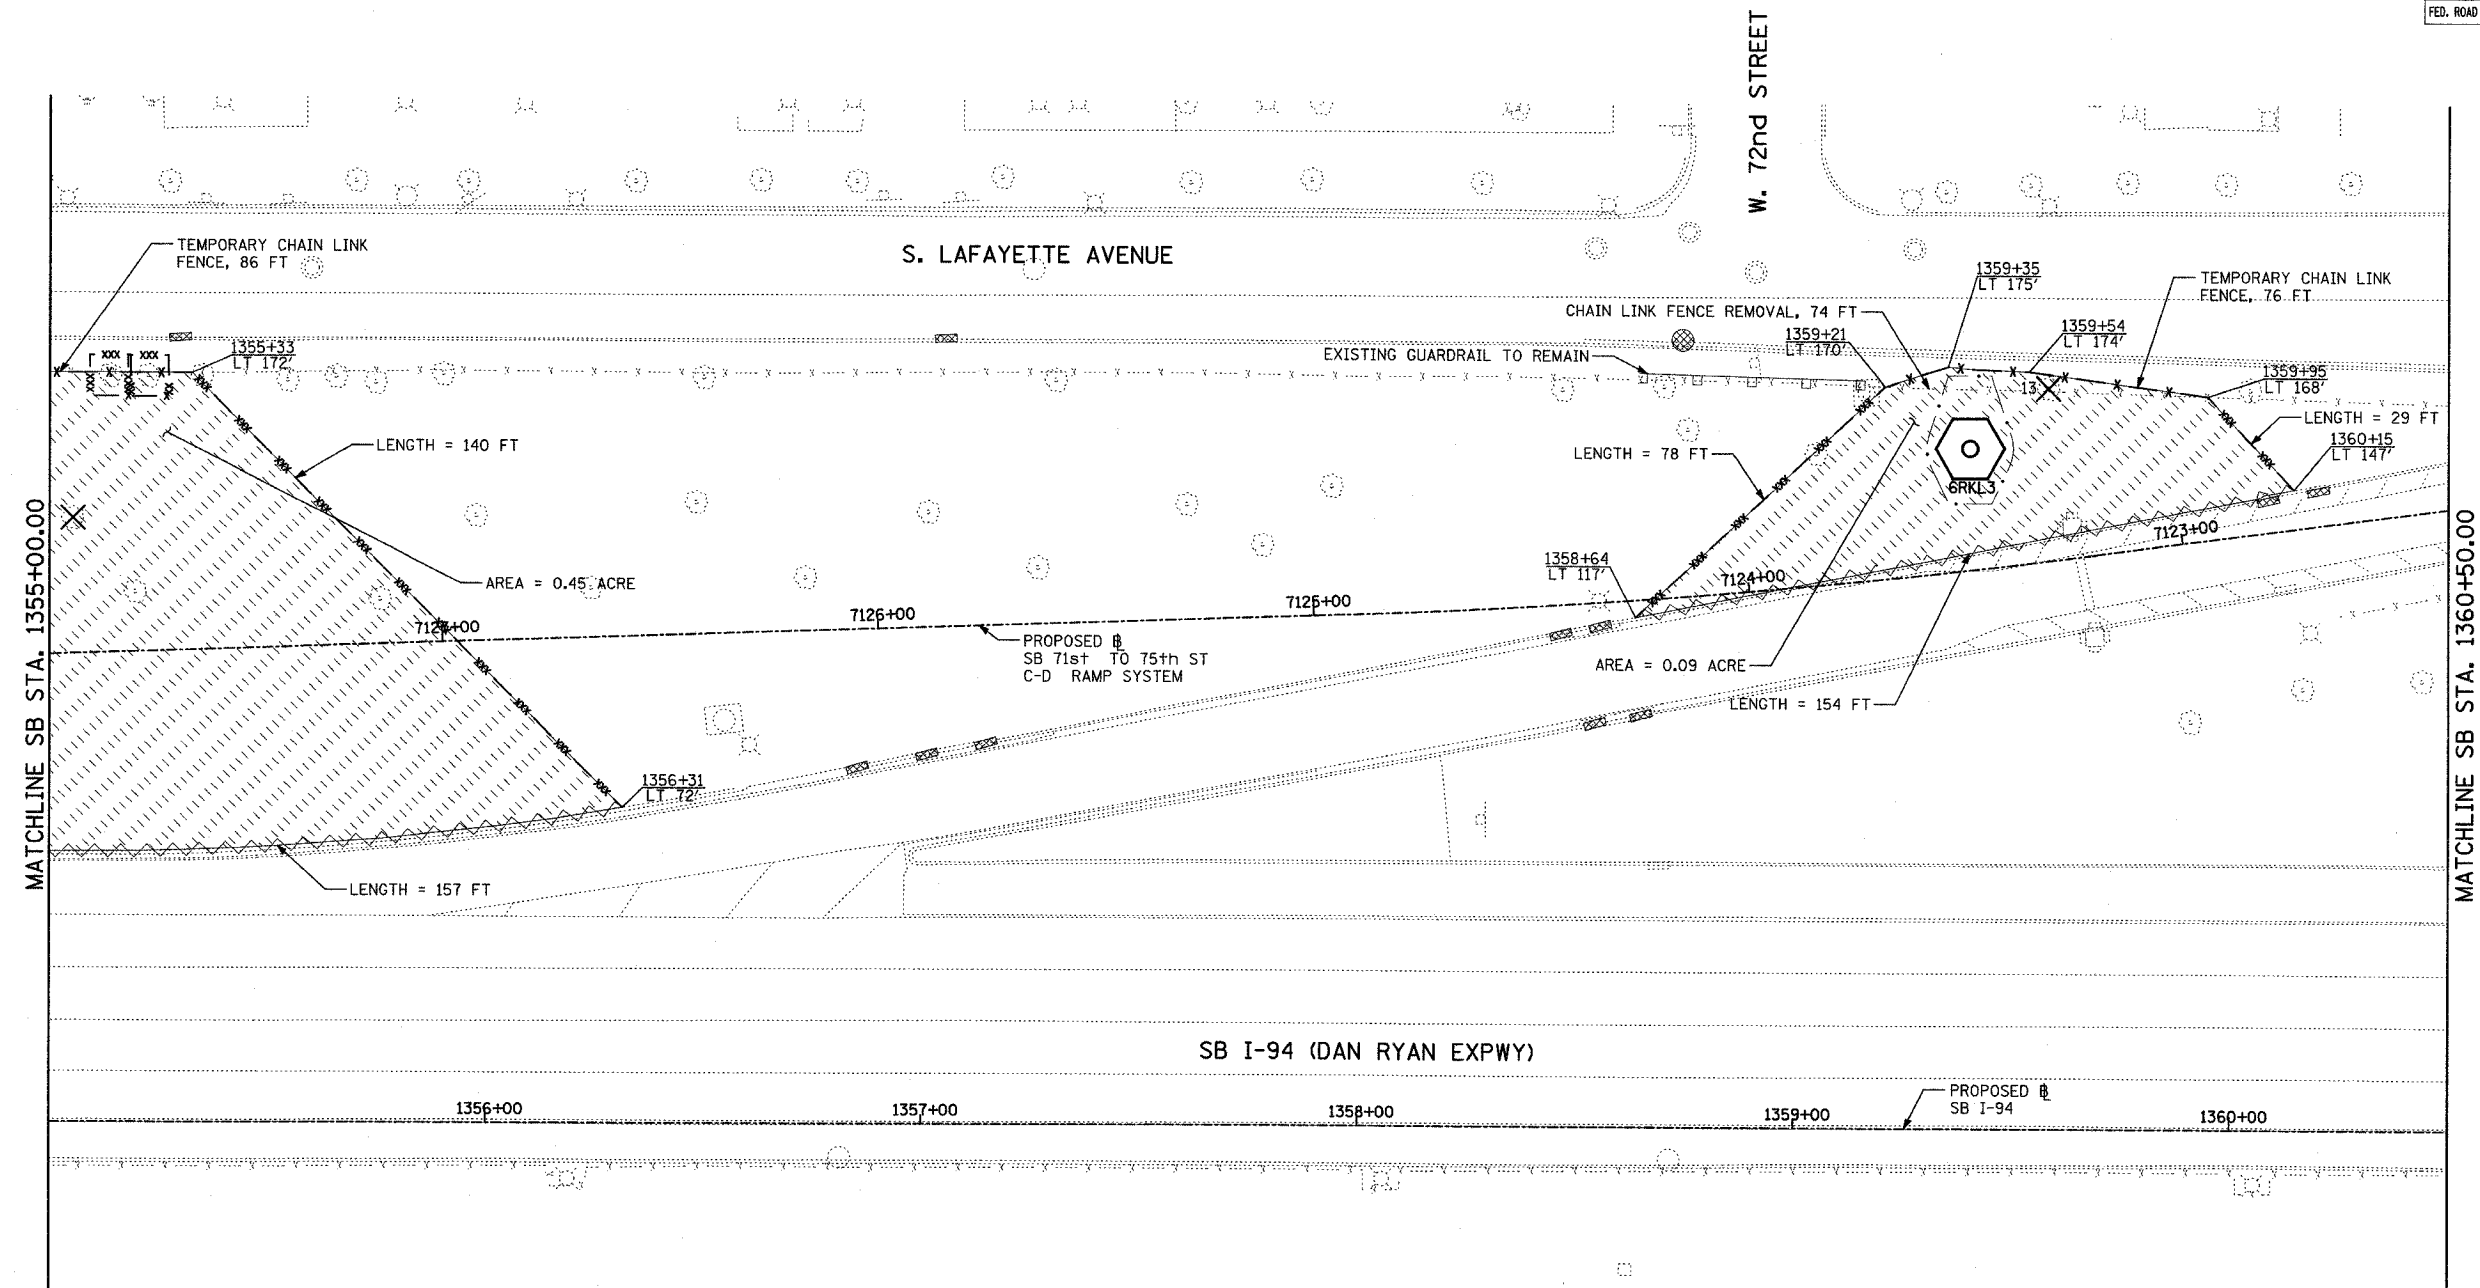 FED. ROAD
W. 72nd STREET
TEMPORARY CHAIN LINK
FENCE, 86 FT
S. LAFAYETTE AVENUE
1359+35
LT 175'
TEMPORARY CHAIN LINK
FENCE, 76 FT
CHAIN LINK FENCE REMOVAL, 74 FT
1359+21
LT 170'
1359+54
LT 174'
EXISTING GUARDRAIL TO REMAIN
1355+33
LT 172'
1359+95
LT 168'
13
LENGTH = 29 FT
LENGTH = 140 FT
LENGTH = 78 FT
1360+15
LT 147'
6RKL3
7123+00
AREA = 0.45 ACRE
1358+64
LT 117'
7124+00
7125+00
7126+00
7127+00
PROPOSED ℄
SB 71st TO 75th ST
C-D RAMP SYSTEM
AREA = 0.09 ACRE
LENGTH = 154 FT
1356+31
LT 72'
LENGTH = 157 FT
MATCHLINE SB STA. 1355+00.00
MATCHLINE SB STA. 1360+50.00
SB I-94 (DAN RYAN EXPWY)
PROPOSED ℄
SB I-94
1356+00
1357+00
1358+00
1359+00
1360+00